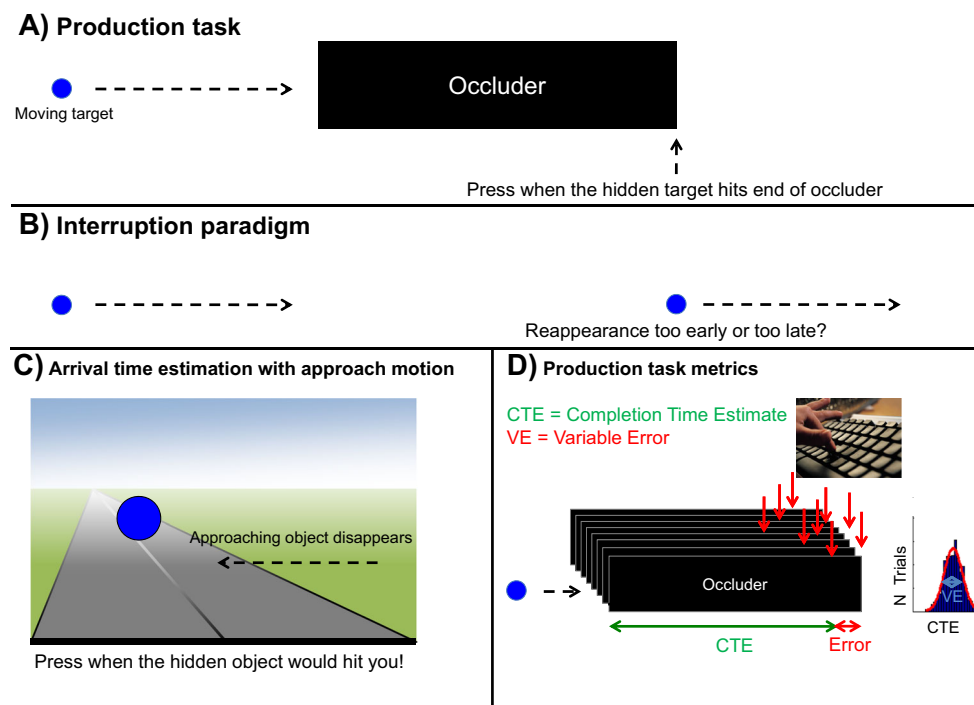 A) Production task
Occluder
Moving target
Press when the hidden target hits end of occluder
B) Interruption paradigm
Reappearance too early or too late?
C) Arrival time estimation with approach motion
Approaching object disappears
Press when the hidden object would hit you!
D) Production task metrics
CTE = Completion Time Estimate
VE = Variable Error
Occluder
CTE
Error
N Trials
VE
CTE